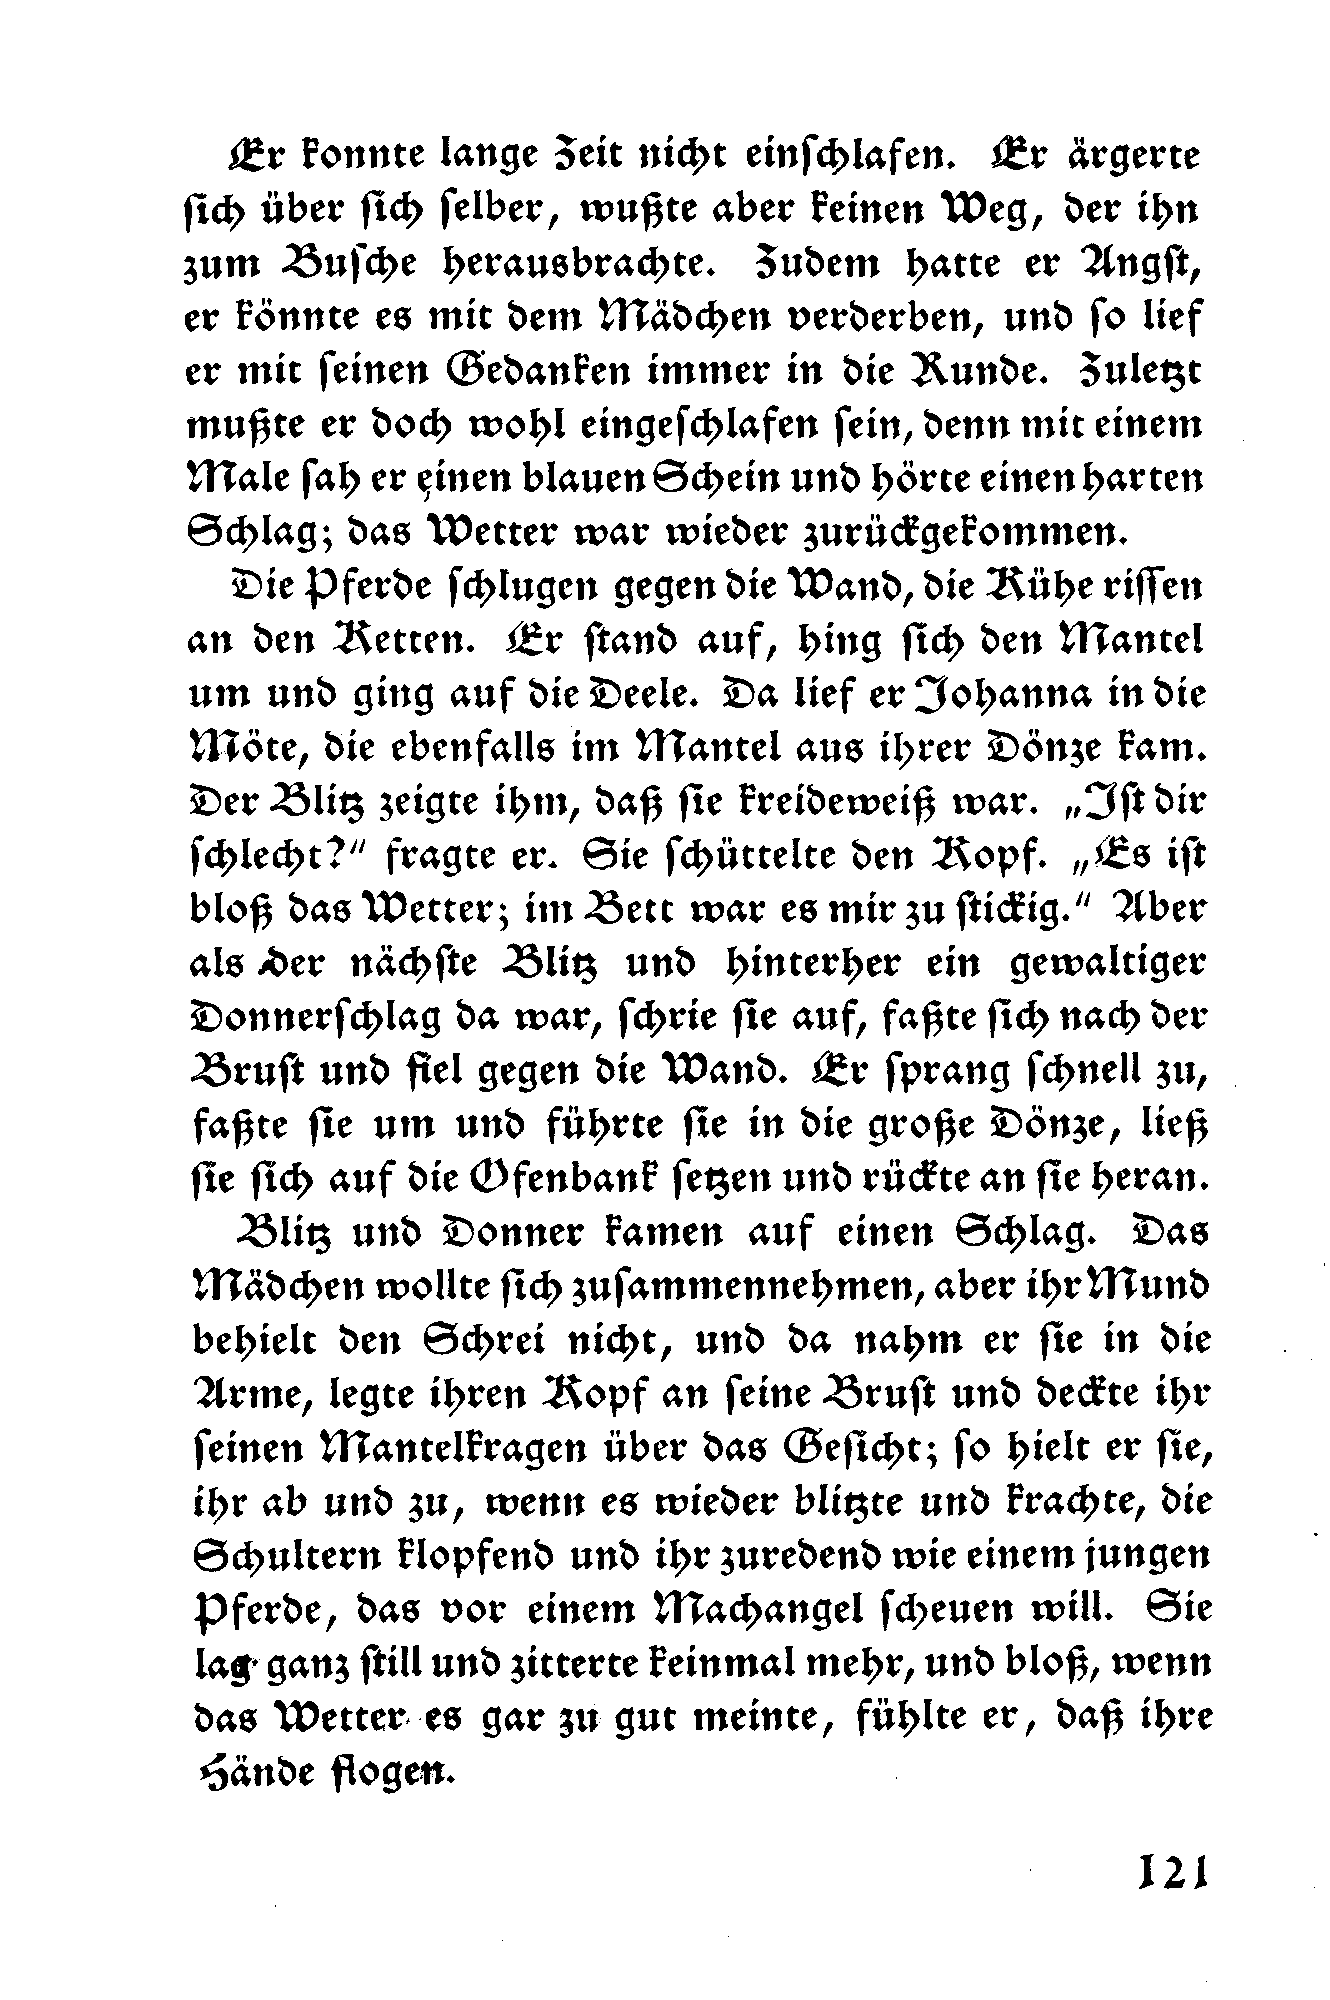 Er konnte lange Zeit nicht einschlafen. Er ärgerte
sich über sich selber, wußte aber keinen Weg, der ihn
zum Busche herausbrachte. Zudem hatte er Angst,
er könnte es mit dem Mädchen verderben, und so lief
er mit seinen Gedanken immer in die Runde. Zuletzt
mußte er doch wohl eingeschlafen sein, denn mit einem
Male sah er einen blauen Schein und hörte einen harten
Schlag; das Wetter war wieder zurückgekommen.
Die Pferde schlugen gegen die Wand, die Kühe rissen
an den Ketten. Er stand auf, hing sich den Mantel
um und ging auf die Deele. Da lief er Johanna in die
Möte, die ebenfalls im Mantel aus ihrer Dönze kam.
Der Blitz zeigte ihm, daß sie kreideweiß war. „Ist dir
schlecht?“ fragte er. Sie schüttelte den Kopf. „Es ist
bloß das Wetter; im Bett war es mir zu stickig.“ Aber
als der nächste Blitz und hinterher ein gewaltiger
Donnerschlag da war, schrie sie auf, faßte sich nach der
Brust und fiel gegen die Wand. Er sprang schnell zu,
faßte sie um und führte sie in die große Dönze, ließ
sie sich auf die Ofenbank setzen und rückte an sie heran.
Blitz und Donner kamen auf einen Schlag. Das
Mädchen wollte sich zusammennehmen, aber ihr Mund
behielt den Schrei nicht, und da nahm er sie in die
Arme, legte ihren Kopf an seine Brust und deckte ihr
seinen Mantelkragen über das Gesicht; so hielt er sie,
ihr ab und zu, wenn es wieder blitzte und krachte, die
Schultern klopfend und ihr zuredend wie einem jungen
Pferde, das vor einem Machangel scheuen will. Sie
lag ganz still und zitterte keinmal mehr, und bloß, wenn
das Wetter es gar zu gut meinte, fühlte er, daß ihre
Hände flogen.
121